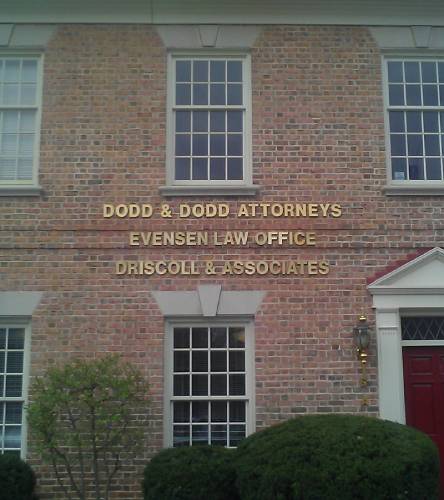 DODD & DODD ATTORNEYS
EVENSEN LAW OFFICE
DRISCOLL & ASSOCIATES